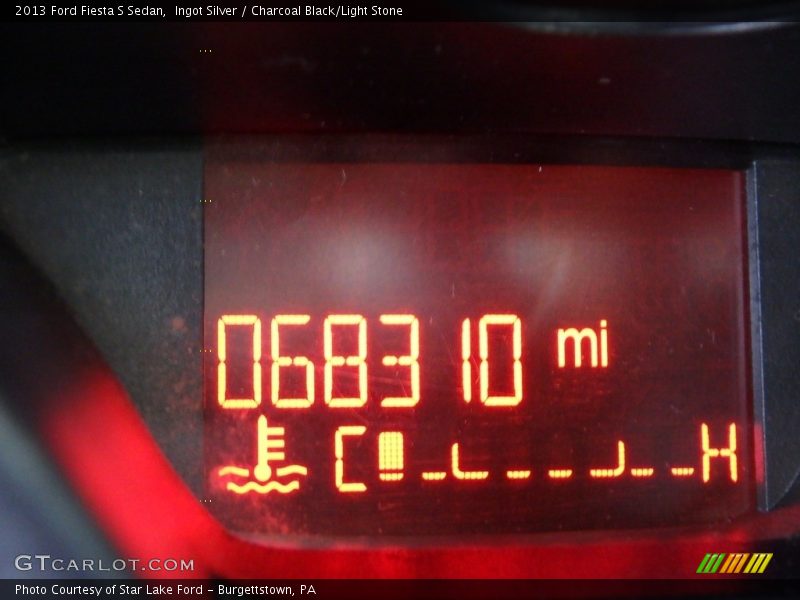 2013 Ford Fiesta S Sedan,  Ingot Silver / Charcoal Black/Light Stone
068310 mi
C H
GTCARLOT.COM
Photo Courtesy of Star Lake Ford - Burgettstown, PA